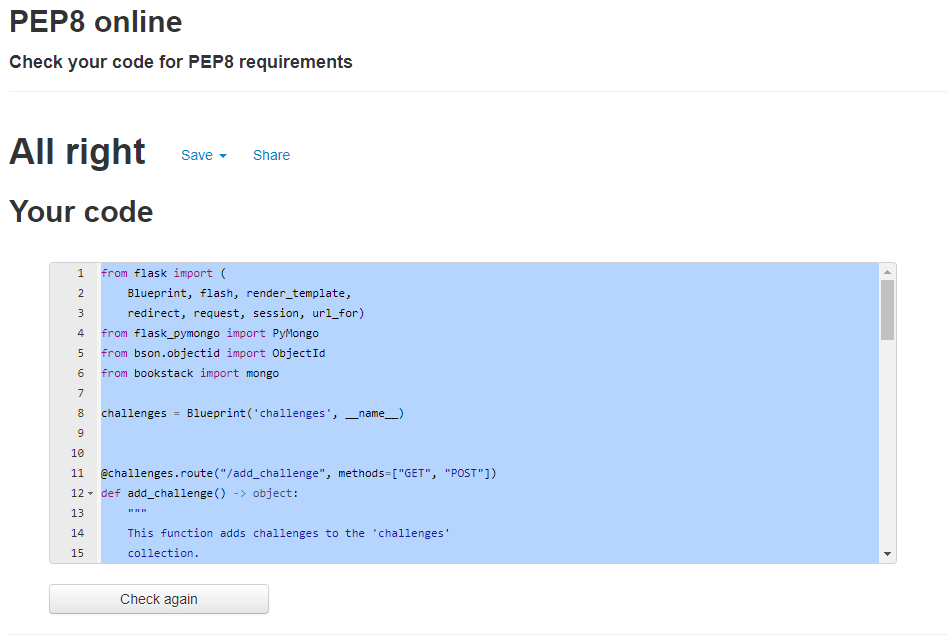 PEP8 online
Check your code for PEP8 requirements
All right Save Share
Your code
1 from flask import (
2 Blueprint, flash, render_template,
3 redirect, request, session, url_for)
4 from flask_pymongo import PyMongo
5 from bson.objectid import ObjectId
6 from bookstack import mongo
7
8 challenges = Blueprint('challenges', __name__)
9
10
11 @challenges.route("/add_challenge", methods=["GET", "POST"])
12 def add_challenge() -> object:
13 """
14 This function adds challenges to the 'challenges'
15 collection.
Check again